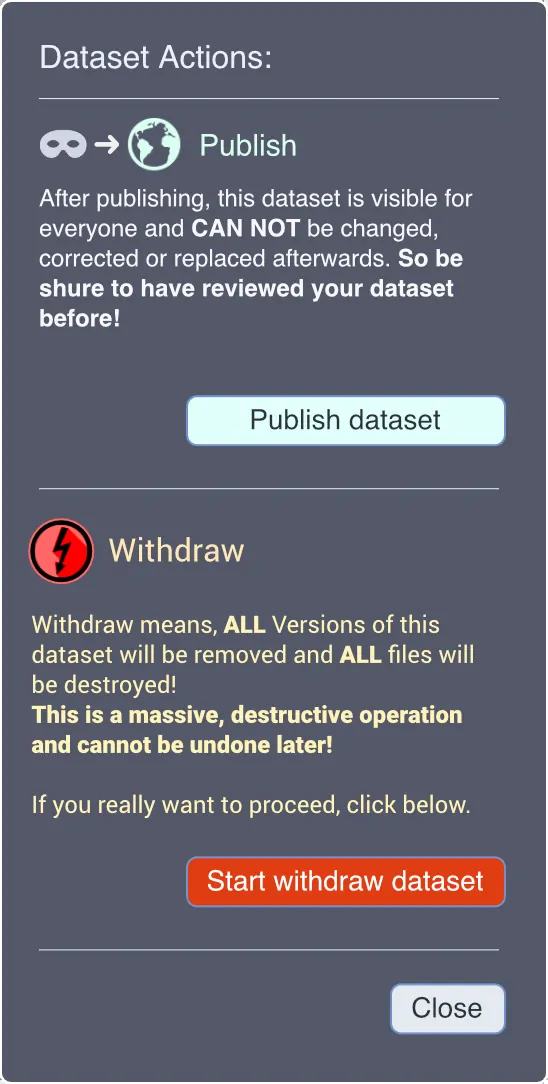 Dataset Actions:
Publish
After publishing, this dataset is visible for
everyone and CAN NOT be changed,
corrected or replaced afterwards. So be
shure to have reviewed your dataset
before!
Publish dataset
Withdraw
Withdraw means, ALL Versions of this
dataset will be removed and ALL files will
be destroyed!
This is a massive, destructive operation
and cannot be undone later!
If you really want to proceed, click below.
Start withdraw dataset
Close